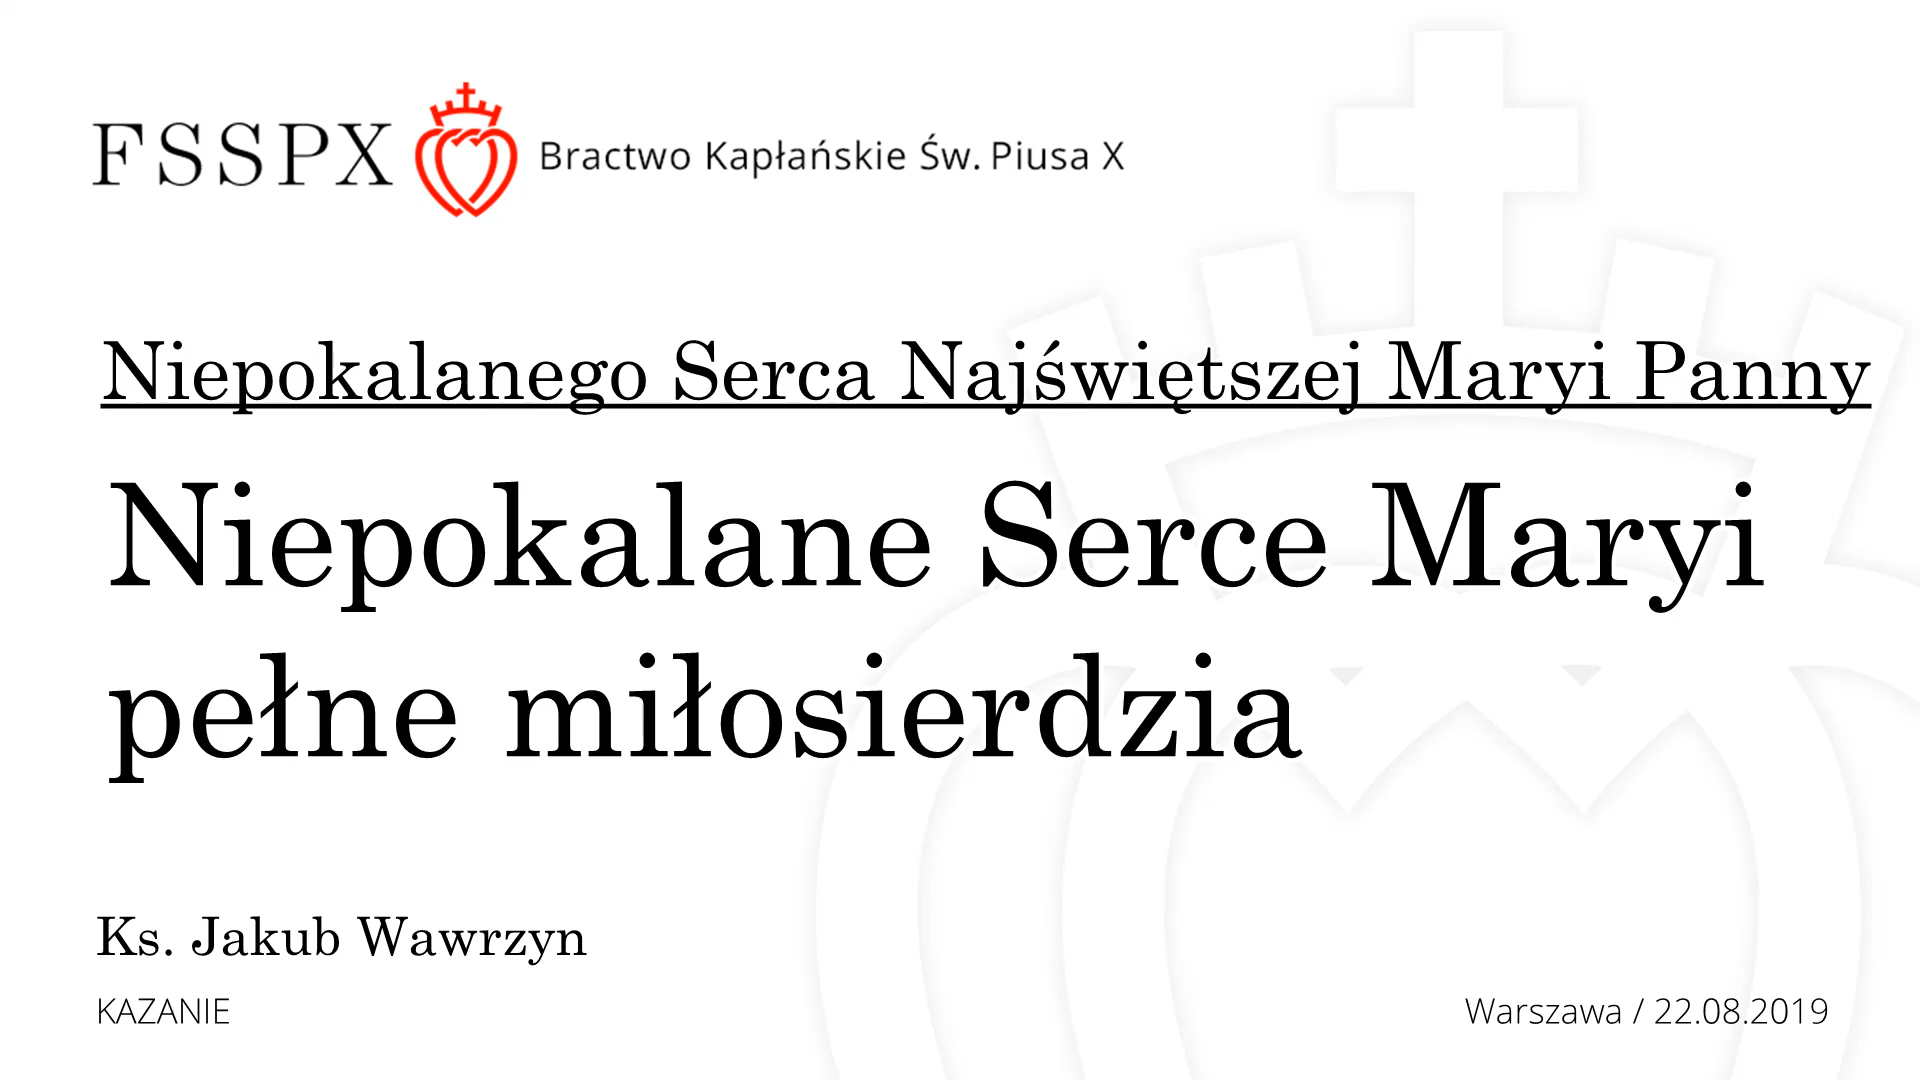 FSSPX Bractwo Kapłańskie Św. Piusa X
Niepokalanego Serca Najświętszej Maryi Panny
Niepokalane Serce Maryi
pełne miłosierdzia
Ks. Jakub Wawrzyn
KAZANIE
Warszawa / 22.08.2019